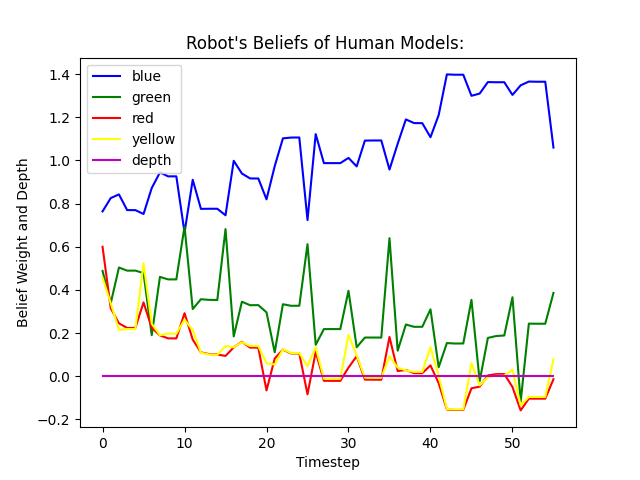 Robot's Beliefs of Human Models:
blue
green
red
yellow
depth
Belief Weight and Depth
1.4
1.2
1.0
0.8
0.6
0.4
0.2
0.0
−0.2
0 10 20 30 40 50
Timestep